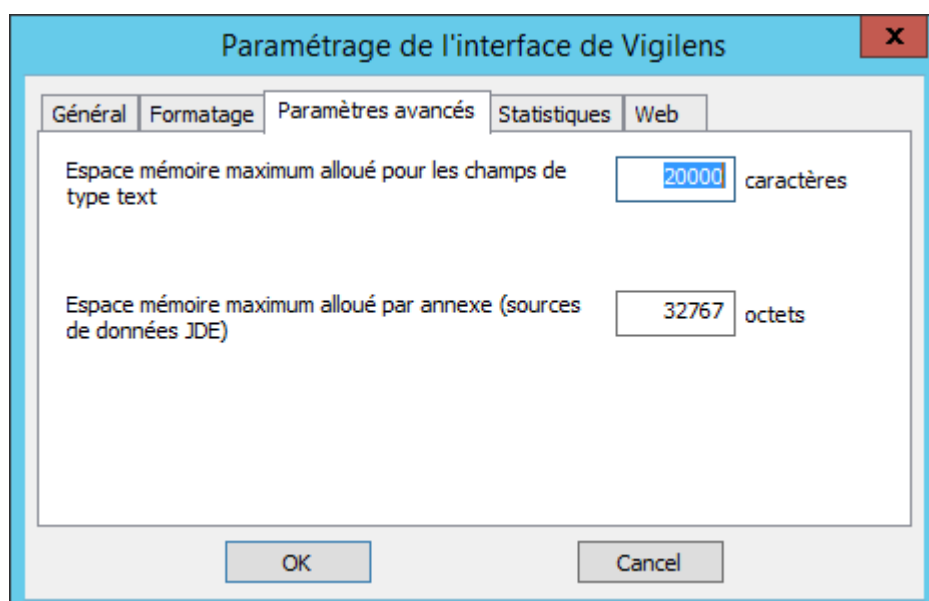 Paramétrage de l'interface de Vigilens
x
Général Formatage Paramètres avancés Statistiques Web
Espace mémoire maximum alloué pour les champs de
type text
20000 caractères
Espace mémoire maximum alloué par annexe (sources
de données JDE)
32767 octets
OK Cancel